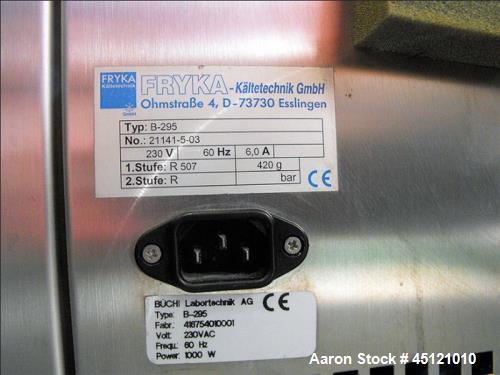 FRYKA
Kältetechnik
GmbH
FRYKA-Kältetechnik GmbH
Ohmstraße 4, D-73730 Esslingen
Typ: B-295
No.: 21141-5-03
230 V 60 Hz 6,0 A
1.Stufe: R 507 420 g
2.Stufe: R bar
CE
BÜCHI Labortechnik AG CE
Type: B-295
Fabr.: 416754010001
Volt: 230VAC
Frequ.: 60 Hz
Power: 1000 W
Aaron Stock # 45121010